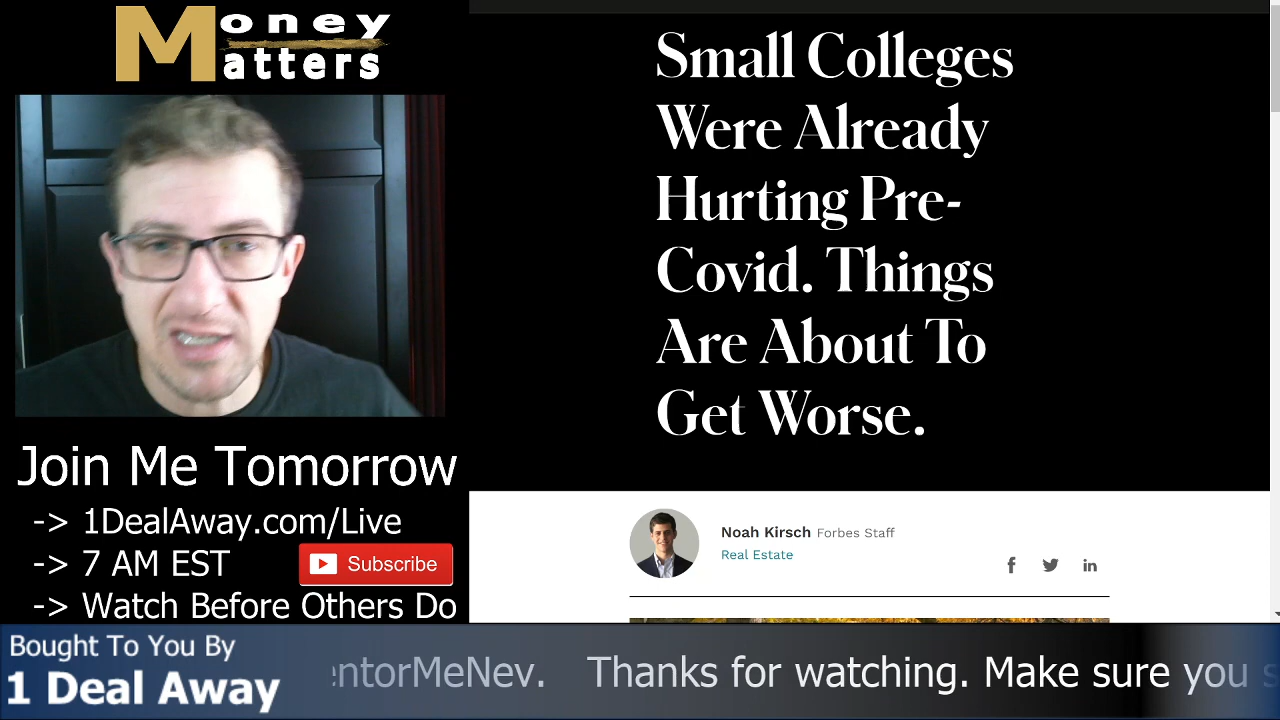 Money
Matters
Join Me Tomorrow
-> 1DealAway.com/Live
-> 7 AM EST
Subscribe
-> Watch Before Others Do
Small Colleges
Were Already
Hurting Pre-
Covid. Things
Are About To
Get Worse.
Noah Kirsch Forbes Staff
Real Estate
f in
Bought To You By
1 Deal Away
entorMeNev. Thanks for watching. Make sure you s